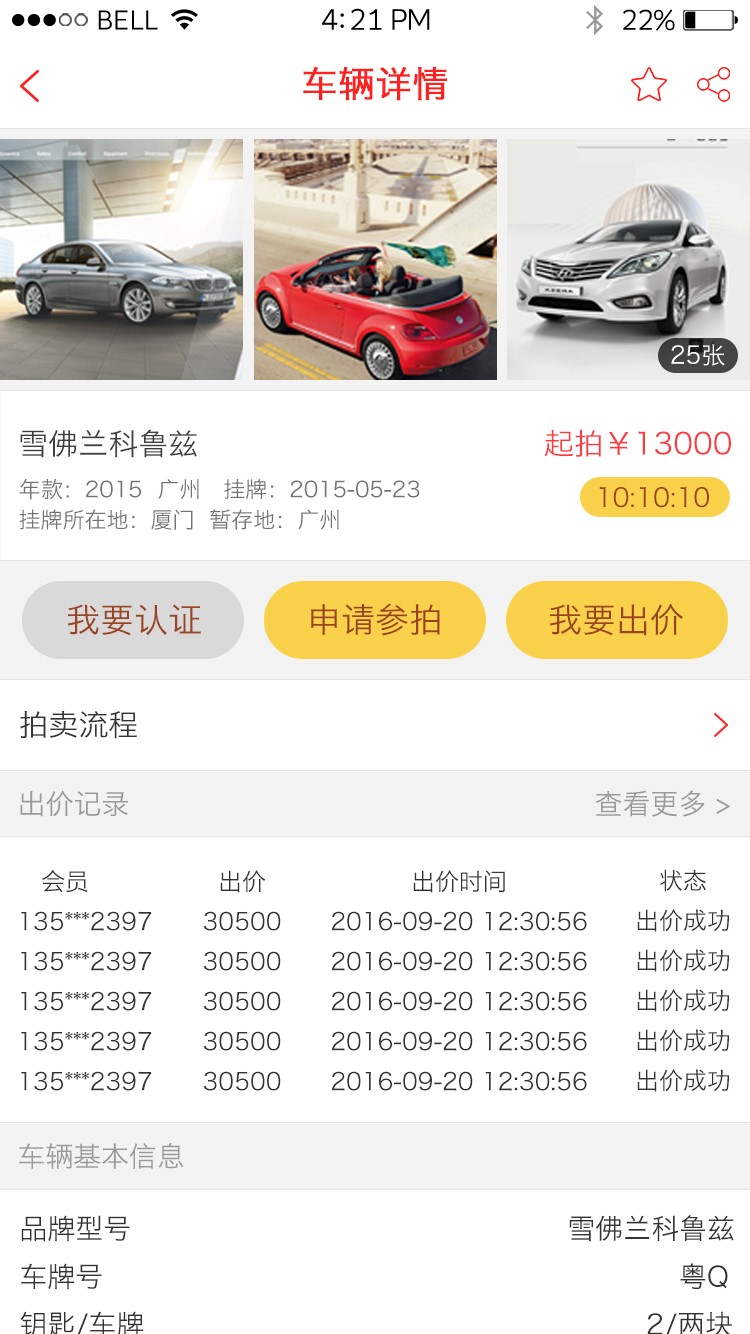 BELL 4:21 PM 22%
车辆详情
AZERA
25张
雪佛兰科鲁兹 起拍￥13000
年款：2015 广州 挂牌：2015-05-23 10:10:10
挂牌所在地：厦门 暂存地：广州
我要认证 申请参拍 我要出价
拍卖流程
出价记录 查看更多 >
会员 出价 出价时间 状态
135***2397 30500 2016-09-20 12:30:56 出价成功
135***2397 30500 2016-09-20 12:30:56 出价成功
135***2397 30500 2016-09-20 12:30:56 出价成功
135***2397 30500 2016-09-20 12:30:56 出价成功
135***2397 30500 2016-09-20 12:30:56 出价成功
车辆基本信息
品牌型号 雪佛兰科鲁兹
车牌号 粤Q
钥匙/车牌 2/两块